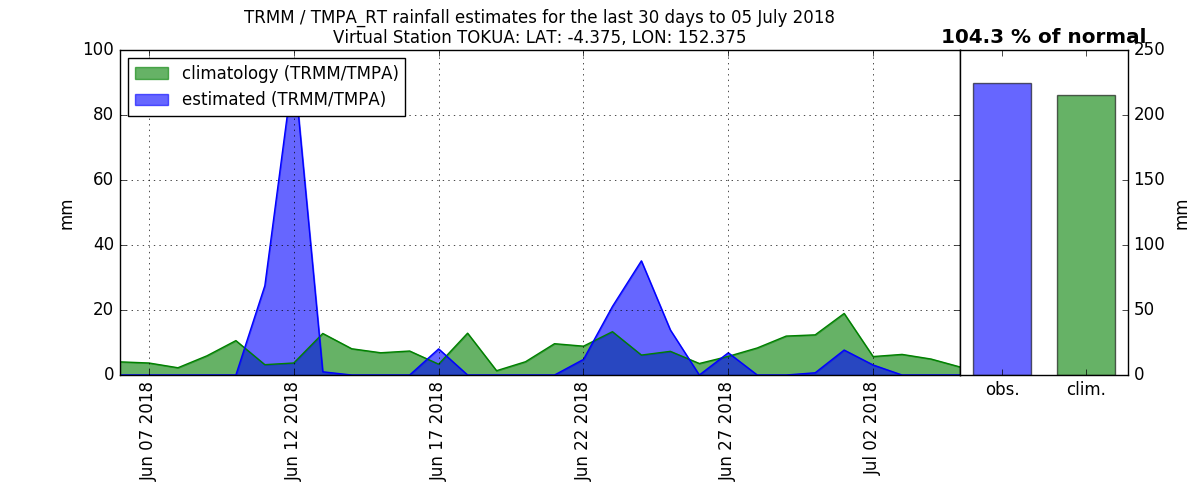 TRMM / TMPA_RT rainfall estimates for the last 30 days to 05 July 2018
Virtual Station TOKUA: LAT: -4.375, LON: 152.375
104.3 % of normal
climatology (TRMM/TMPA)
estimated (TRMM/TMPA)
100
80
60
40
20
0
mm
Jun 07 2018
Jun 12 2018
Jun 17 2018
Jun 22 2018
Jun 27 2018
Jul 02 2018
obs.
clim.
250
200
150
100
50
0
mm